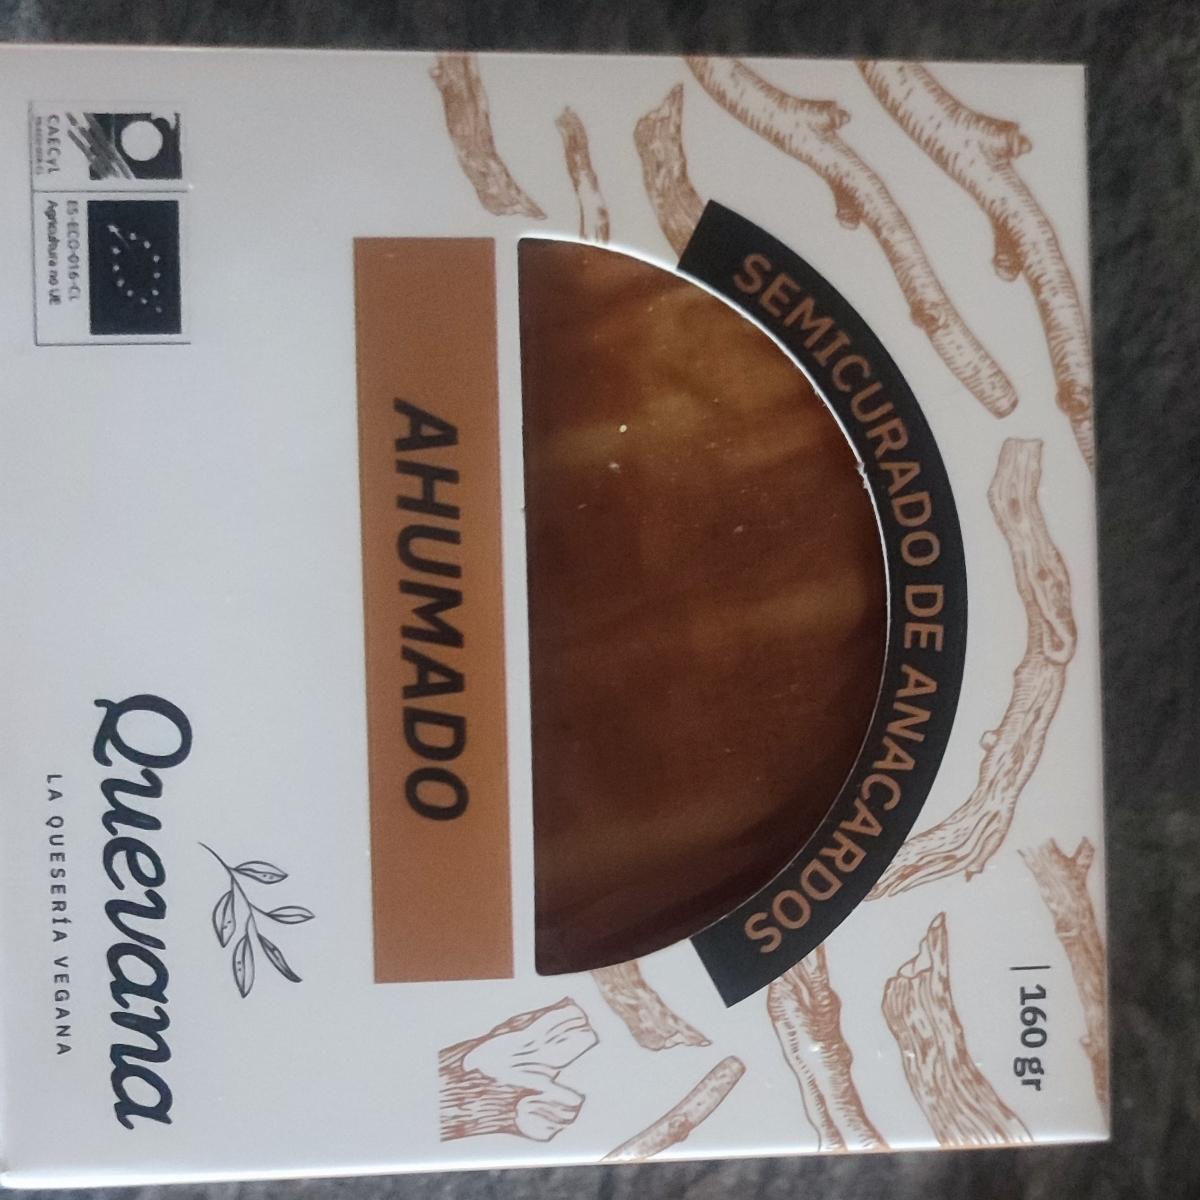 | 160 gr
SEMICURADO DE ANACARDOS
AHUMADO
Quevana
LA QUESERÍA VEGANA
CAECyL
ES-ECO-016-CL
Agricultura no UE